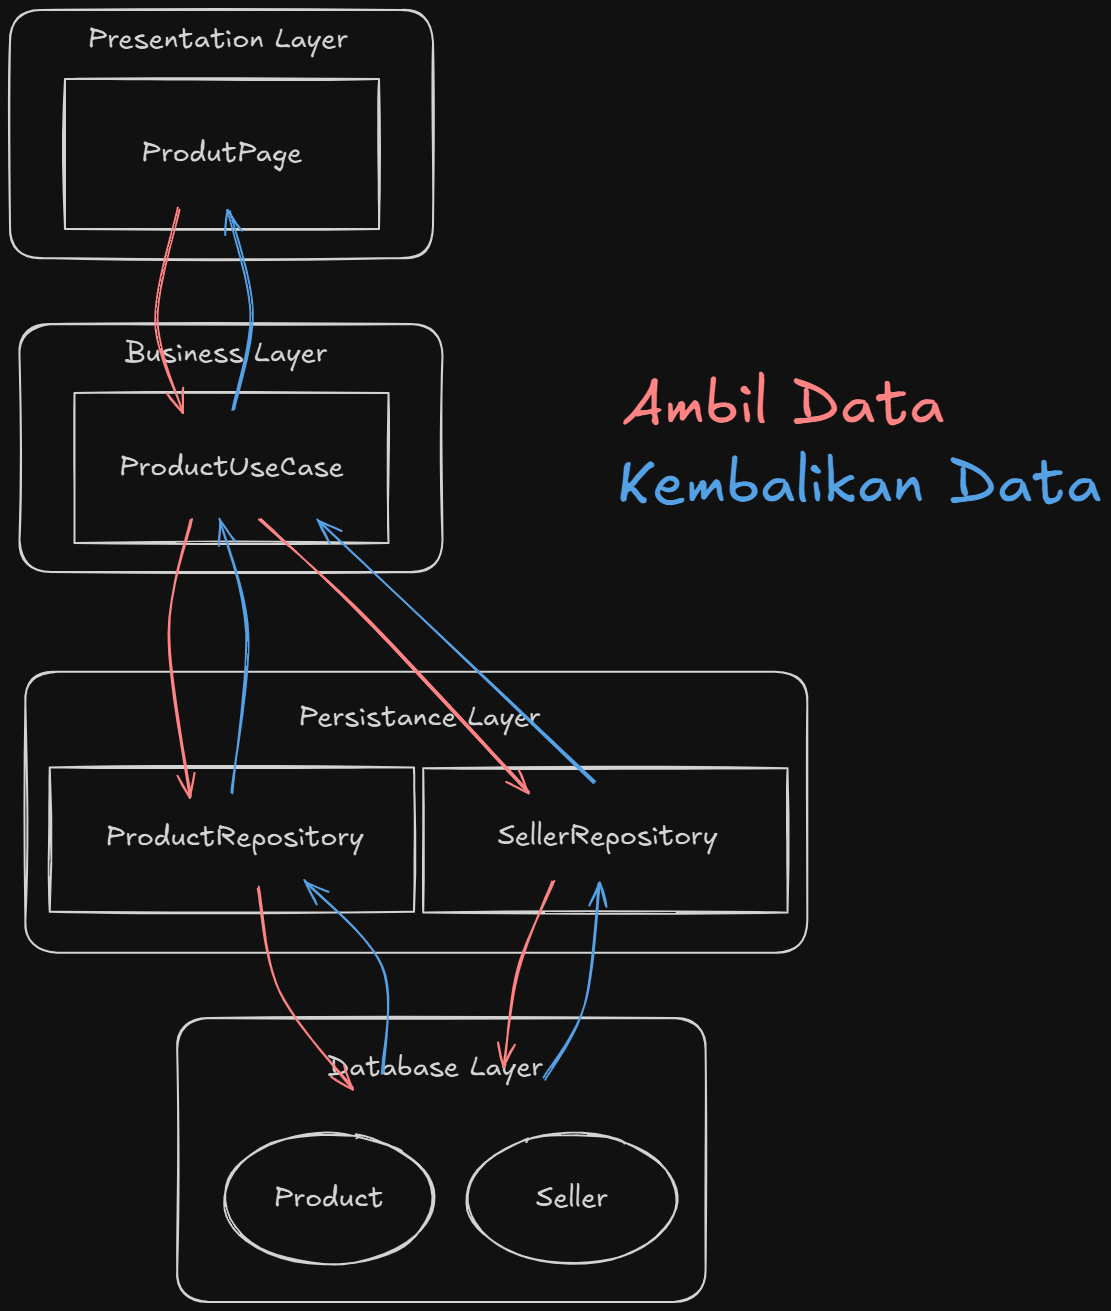 Presentation Layer
ProdutPage
Business Layer
ProductUseCase
Ambil Data
Kembalikan Data
Persistance Layer
ProductRepository
SellerRepository
Database Layer
Product
Seller